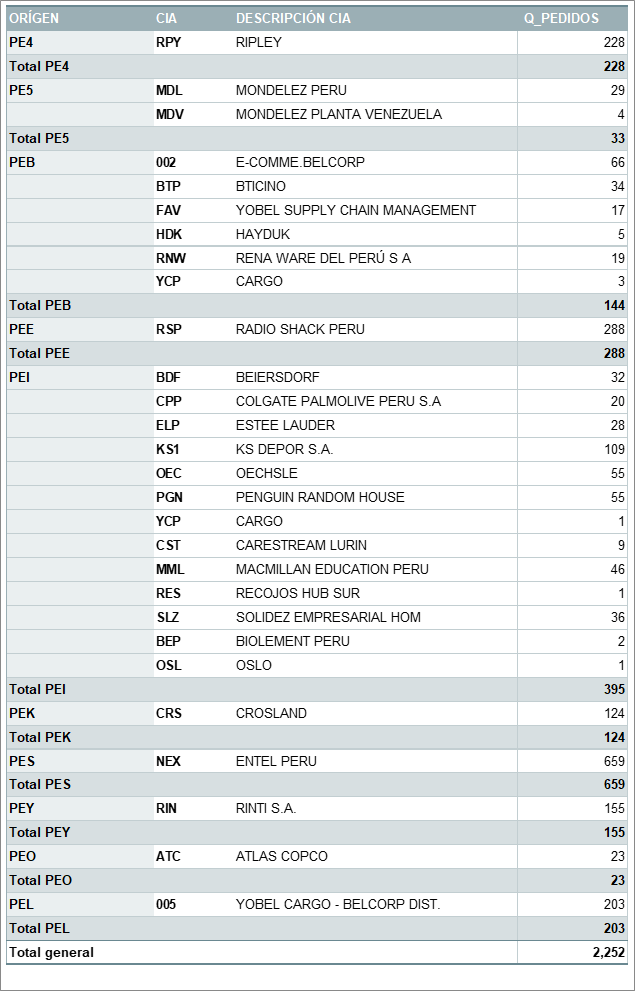 ORÍGEN CIA DESCRIPCIÓN CIA Q_PEDIDOS
PE4 RPY RIPLEY 228
Total PE4 228
PE5 MDL MONDELEZ PERU 29
MDV MONDELEZ PLANTA VENEZUELA 4
Total PE5 33
PEB 002 E-COMME.BELCORP 66
BTP BTICINO 34
FAV YOBEL SUPPLY CHAIN MANAGEMENT 17
HDK HAYDUK 5
RNW RENA WARE DEL PERÚ S A 19
YCP CARGO 3
Total PEB 144
PEE RSP RADIO SHACK PERU 288
Total PEE 288
PEI BDF BEIERSDORF 32
CPP COLGATE PALMOLIVE PERU S.A 20
ELP ESTEE LAUDER 28
KS1 KS DEPOR S.A. 109
OEC OECHSLE 55
PGN PENGUIN RANDOM HOUSE 55
YCP CARGO 1
CST CARESTREAM LURIN 9
MML MACMILLAN EDUCATION PERU 46
RES RECOJOS HUB SUR 1
SLZ SOLIDEZ EMPRESARIAL HOM 36
BEP BIOLEMENT PERU 2
OSL OSLO 1
Total PEI 395
PEK CRS CROSLAND 124
Total PEK 124
PES NEX ENTEL PERU 659
Total PES 659
PEY RIN RINTI S.A. 155
Total PEY 155
PEO ATC ATLAS COPCO 23
Total PEO 23
PEL 005 YOBEL CARGO - BELCORP DIST. 203
Total PEL 203
Total general 2,252